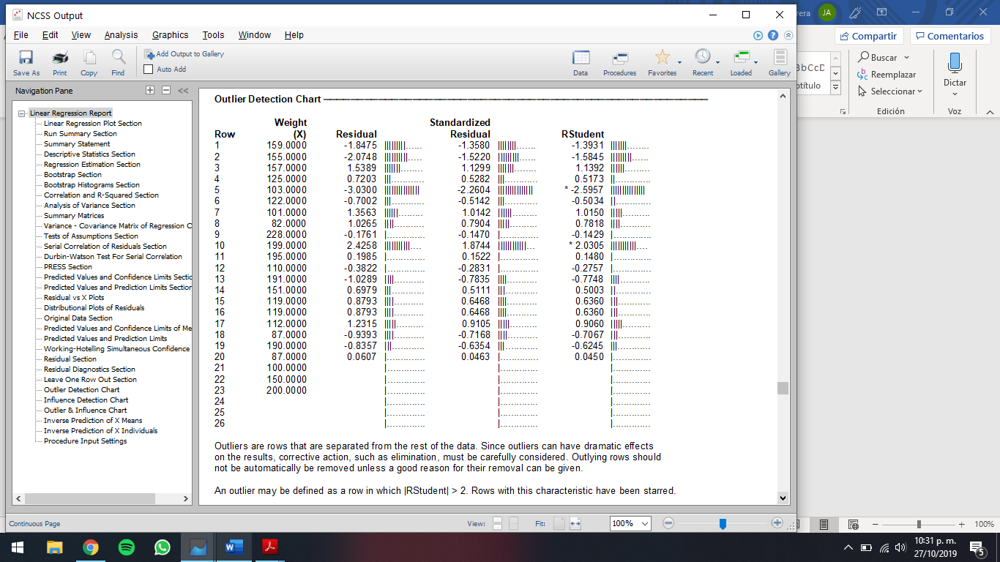 NCSS Output
rera JA
File Edit View Analysis Graphics Tools Window Help
Compartir Comentarios
Save As Print Copy Find Add Output to Gallery Auto Add Data Procedures Favorites Recent Loaded Gallery
Buscar
Reemplazar
Seleccionar
Edición
Dictar
Voz
BbCcD
ptítulo
Navigation Pane <<
Linear Regression Report
Linear Regression Plot Section
Run Summary Section
Summary Statement
Descriptive Statistics Section
Regression Estimation Section
Bootstrap Section
Bootstrap Histograms Section
Correlation and R-Squared Section
Analysis of Variance Section
Summary Matrices
Variance - Covariance Matrix of Regression C
Tests of Assumptions Section
Serial Correlation of Residuals Section
Durbin-Watson Test For Serial Correlation
PRESS Section
Predicted Values and Confidence Limits Sectio
Predicted Values and Prediction Limits Section
Residual vs X Plots
Distributional Plots of Residuals
Original Data Section
Predicted Values and Confidence Limits of Me
Predicted Values and Prediction Limits
Working-Hotelling Simultaneous Confidence
Residual Section
Residual Diagnostics Section
Leave One Row Out Section
Outlier Detection Chart
Influence Detection Chart
Outlier & Influence Chart
Inverse Prediction of X Means
Inverse Prediction of X Individuals
Procedure Input Settings
Outlier Detection Chart
Weight Standardized
Row (X) Residual Residual RStudent
1 159.0000 -1.8475 |||||||||...... -1.3580 ||||||||....... -1.3931 |||||||........
2 155.0000 -2.0748 ||||||||||..... -1.5220 |||||||||...... -1.5845 |||||||||......
3 157.0000 1.5389 |||||||........ 1.1299 |||||||........ 1.1392 ||||||.........
4 125.0000 0.7203 |||............ 0.5282 |||............ 0.5173 ||.............
5 103.0000 -3.0300 ||||||||||||||| -2.2604 ||||||||||||||| * -2.5957 |||||||||||||||
6 122.0000 -0.7002 |||............ -0.5142 |||............ -0.5034 ||.............
7 101.0000 1.3563 ||||||......... 1.0142 ||||||......... 1.0150 |||||..........
8 82.0000 1.0265 ||||........... 0.7904 |||||.......... 0.7818 ||||...........
9 228.0000 -0.1761 |.............. -0.1470 |.............. -0.1429 |..............
10 199.0000 2.4258 |||||||||||.... 1.8744 ||||||||||||... * 2.0305 |||||||||||....
11 195.0000 0.1985 |.............. 0.1522 |.............. 0.1480 |..............
12 110.0000 -0.3822 |.............. -0.2831 |.............. -0.2757 |..............
13 191.0000 -1.0289 ||||........... -0.7835 ||||........... -0.7748 ||||...........
14 151.0000 0.6979 |||............ 0.5111 |||............ 0.5003 ||.............
15 119.0000 0.8793 ||||........... 0.6468 ||||........... 0.6360 |||............
16 119.0000 0.8793 ||||........... 0.6468 ||||........... 0.6360 |||............
17 112.0000 1.2315 |||||.......... 0.9105 |||||.......... 0.9060 |||||..........
18 87.0000 -0.9393 ||||........... -0.7168 ||||........... -0.7067 ||||...........
19 190.0000 -0.8357 |||............ -0.6354 |||............ -0.6245 |||............
20 87.0000 0.0607 |.............. 0.0463 |.............. 0.0450 |..............
21 100.0000 |.............. |.............. |..............
22 150.0000 |.............. |.............. |..............
23 200.0000 |.............. |.............. |..............
24 |.............. |.............. |..............
25 |.............. |.............. |..............
26 |.............. |.............. |..............
Outliers are rows that are separated from the rest of the data. Since outliers can have dramatic effects
on the results, corrective action, such as elimination, must be carefully considered. Outlying rows should
not be automatically be removed unless a good reason for their removal can be given.
An outlier may be defined as a row in which |RStudent| > 2. Rows with this characteristic have been starred.
Continuous Page View: Fit: 100%
100%
10:31 p. m.
27/10/2019
5